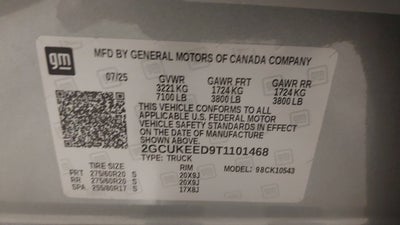 gm
MFD BY GENERAL MOTORS OF CANADA COMPANY
07/25 GVWR GAWR FRT GAWR RR
3221 KG 1724 KG 1724 KG
7100 LB 3800 LB 3800 LB
THIS VEHICLE CONFORMS TO ALL
APPLICABLE U.S. FEDERAL MOTOR
VEHICLE SAFETY STANDARDS IN EFFECT
ON THE DATE OF MANUFACTURE
SHOWN ABOVE.
2GCUKEED9T1101468
TYPE: TRUCK MODEL: 98CK10543
TIRE SIZE RIM
FRT 275/60R20 S 20X9J
RR 275/60R20 S 20X9J
SPA 255/80R17 S 17X8J